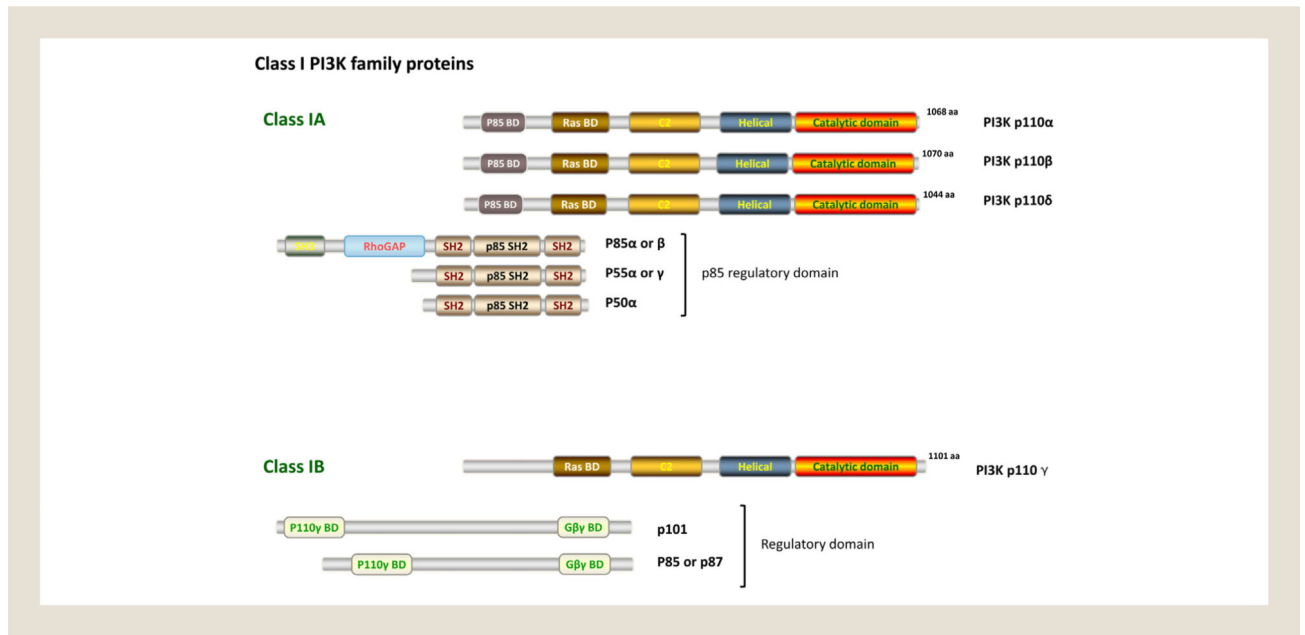 Class I PI3K family proteins
Class IA
P85 BD Ras BD C2 Helical Catalytic domain 1068 aa PI3K p110α
P85 BD Ras BD C2 Helical Catalytic domain 1070 aa PI3K p110β
P85 BD Ras BD C2 Helical Catalytic domain 1044 aa PI3K p110δ
RhoGAP SH2 p85 SH2 SH2 P85α or β
SH2 p85 SH2 SH2 P55α or γ
SH2 p85 SH2 SH2 P50α
p85 regulatory domain
Class IB
Ras BD C2 Helical Catalytic domain 1101 aa PI3K p110 γ
P110γ BD Gβγ BD p101
P110γ BD Gβγ BD P85 or p87
Regulatory domain